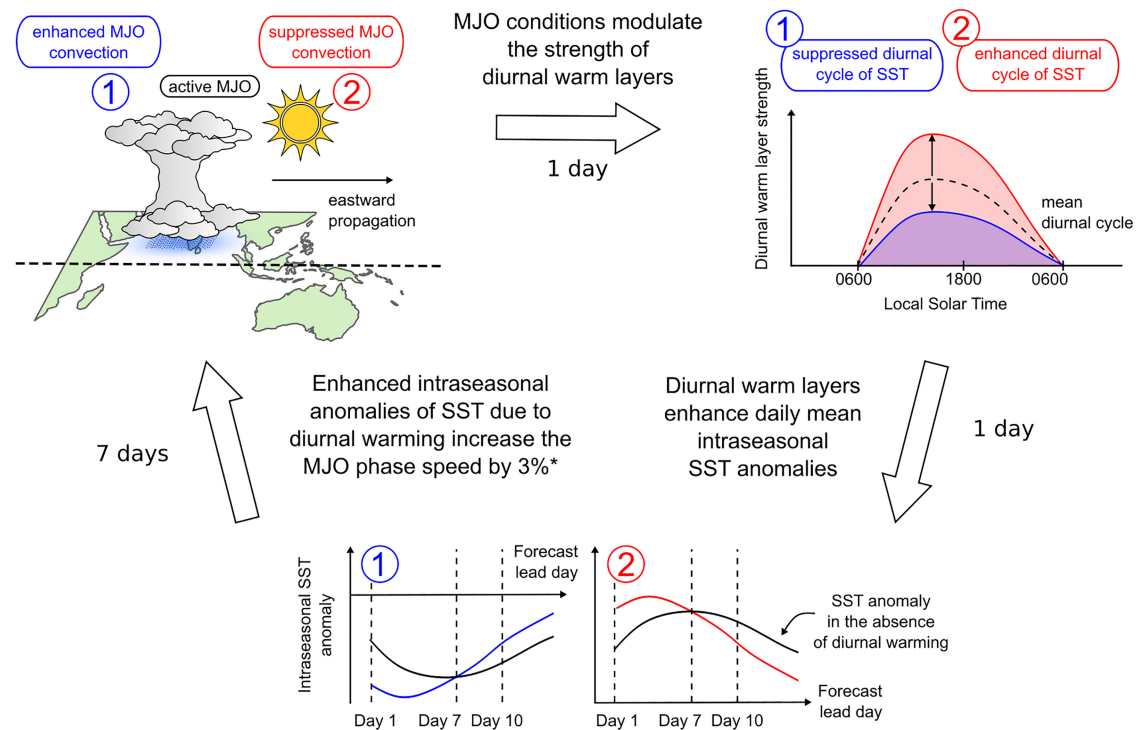 enhanced MJO
convection
1
active MJO
suppressed MJO
convection
2
eastward
propagation
MJO conditions modulate
the strength of
diurnal warm layers
1 day
1
suppressed diurnal
cycle of SST
2
enhanced diurnal
cycle of SST
Diurnal warm layer strength
mean
diurnal cycle
0600
1800
0600
Local Solar Time
7 days
Enhanced intraseasonal
anomalies of SST due to
diurnal warming increase the
MJO phase speed by 3%*
Diurnal warm layers
enhance daily mean
intraseasonal
SST anomalies
1 day
1
Intraseasonal SST
anomaly
Forecast
lead day
Day 1
Day 7
Day 10
2
SST anomaly
in the absence
of diurnal warming
Forecast
lead day
Day 1
Day 7
Day 10